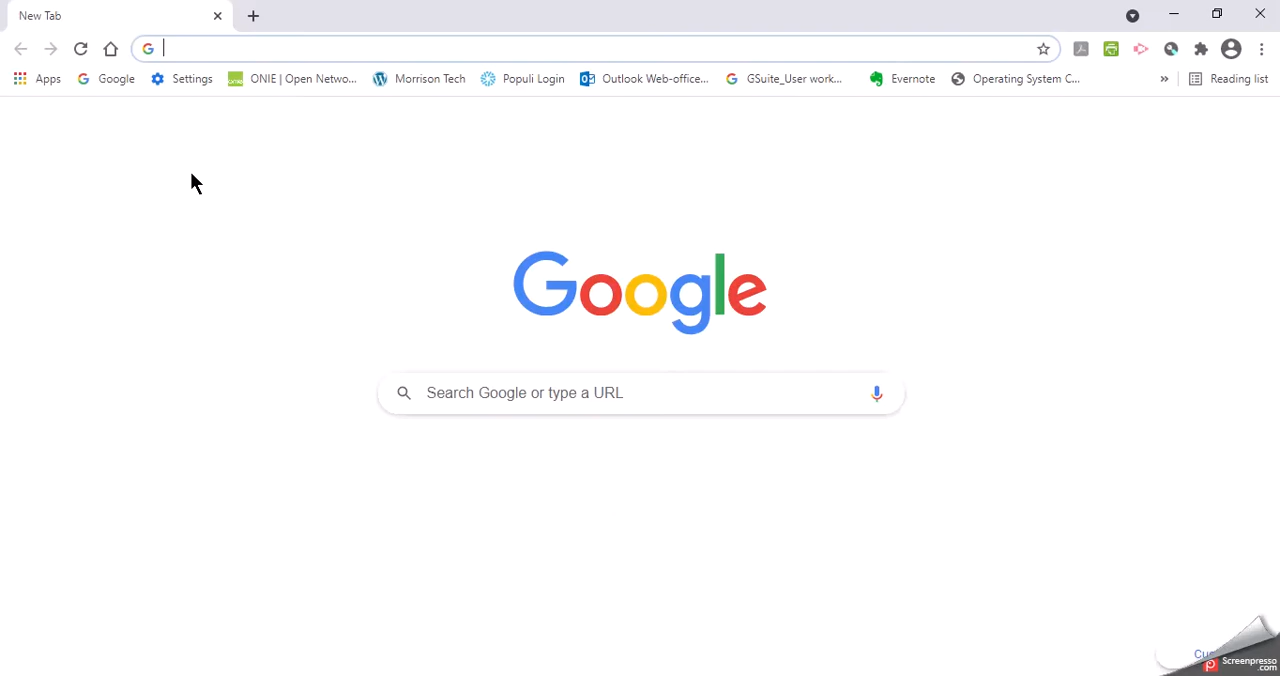 New Tab
Apps Google Settings ONIE | Open Netwo... Morrison Tech Populi Login Outlook Web-office... GSuite_User work... Evernote Operating System C... » Reading list
Google
Search Google or type a URL
Screenpresso
.com